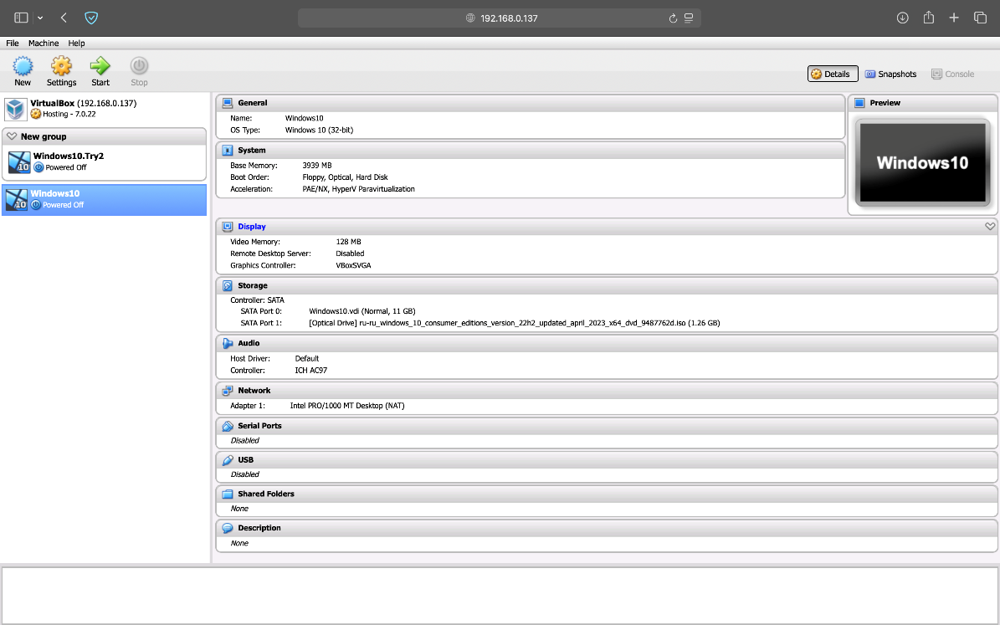 192.168.0.137
File Machine Help
New Settings Start Stop
Details Snapshots Console
VirtualBox (192.168.0.137)
Hosting - 7.0.22
New group
Windows10.Try2
10 Powered Off
Windows10
10 Powered Off
General
Name: Windows10
OS Type: Windows 10 (32-bit)
System
Base Memory: 3939 MB
Boot Order: Floppy, Optical, Hard Disk
Acceleration: PAE/NX, HyperV Paravirtualization
Preview
Windows10
Display
Video Memory: 128 MB
Remote Desktop Server: Disabled
Graphics Controller: VBoxSVGA
Storage
Controller: SATA
SATA Port 0: Windows10.vdi (Normal, 11 GB)
SATA Port 1: [Optical Drive] ru-ru_windows_10_consumer_editions_version_22h2_updated_april_2023_x64_dvd_9487762d.iso (1.26 GB)
Audio
Host Driver: Default
Controller: ICH AC97
Network
Adapter 1: Intel PRO/1000 MT Desktop (NAT)
Serial Ports
Disabled
USB
Disabled
Shared Folders
None
Description
None